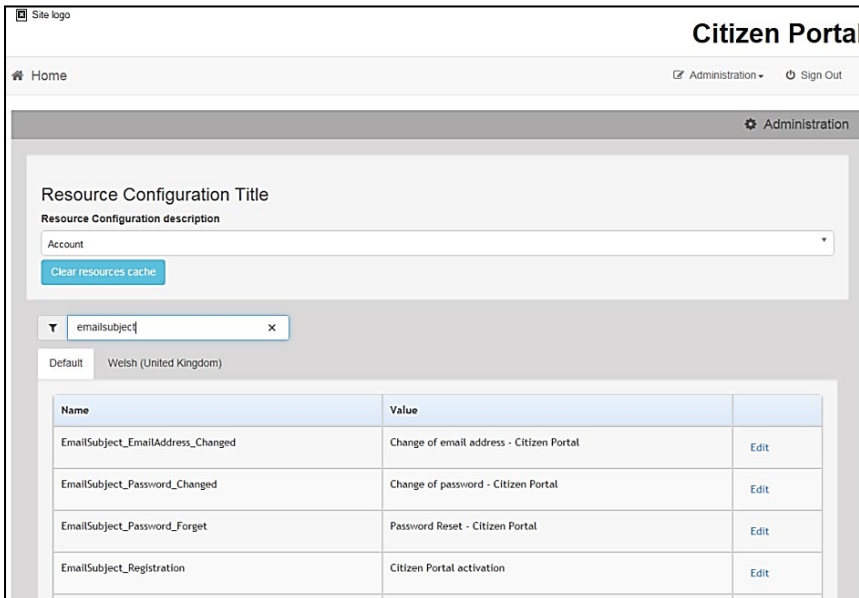 Site logo
Citizen Portal
Home
Administration
Sign Out
Administration
Resource Configuration Title
Resource Configuration description
Account
Clear resources cache
emailsubject
Default Welsh (United Kingdom)
Name Value
EmailSubject_EmailAddress_Changed Change of email address - Citizen Portal Edit
EmailSubject_Password_Changed Change of password - Citizen Portal Edit
EmailSubject_Password_Forget Password Reset - Citizen Portal Edit
EmailSubject_Registration Citizen Portal activation Edit